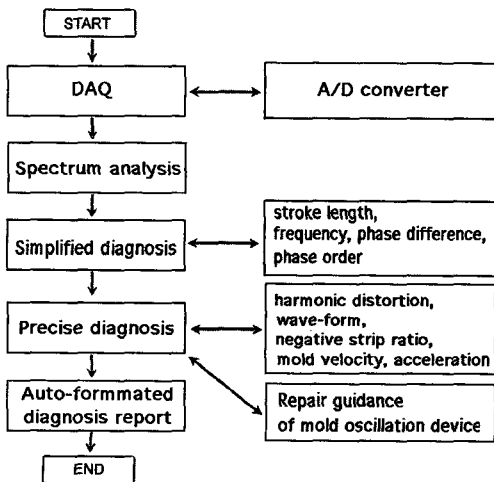 START
DAQ
A/D converter
Spectrum analysis
Simplified diagnosis
stroke length,
frequency, phase difference,
phase order
Precise diagnosis
harmonic distortion,
wave-form,
negative strip ratio,
mold velocity, acceleration
Auto-formmated
diagnosis report
Repair guidance
of mold oscillation device
END